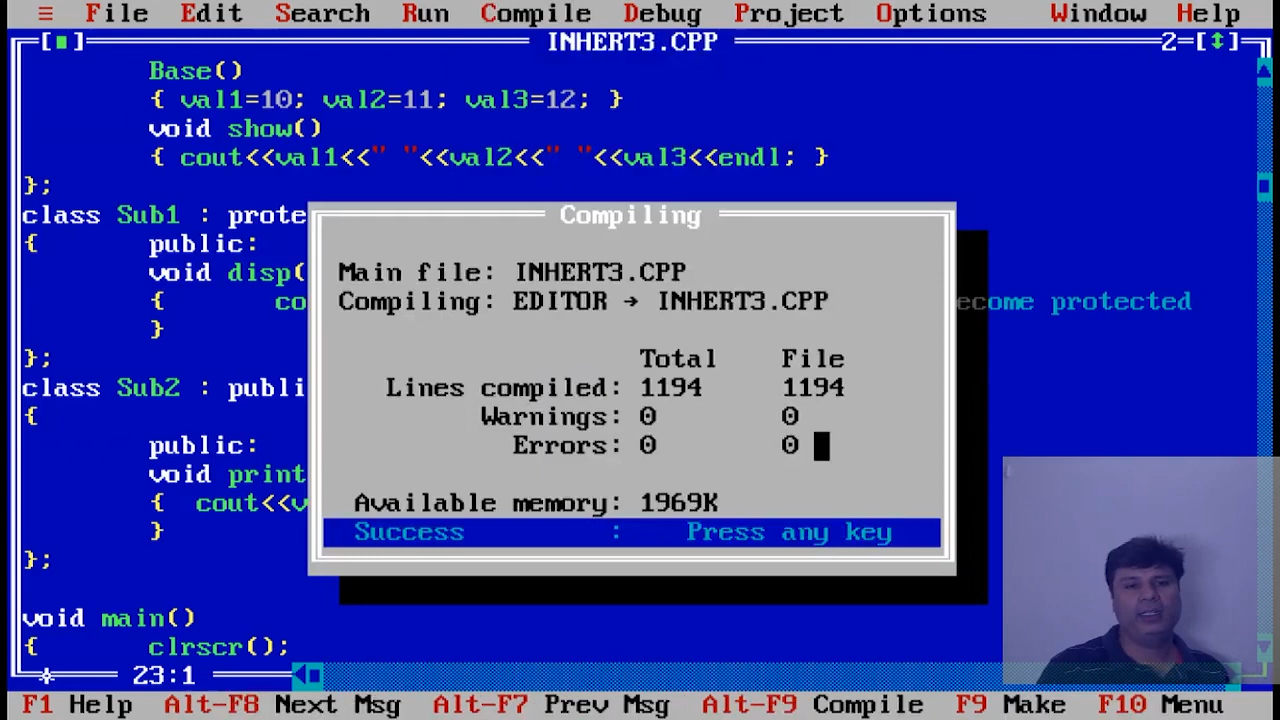 ≡ File Edit Search Run Compile Debug Project Options Window Help
[■] INHERT3.CPP 2=[↕]
Base()
{ val1=10; val2=11; val3=12; }
void show()
{ cout<<val1<<" "<<val2<<" "<<val3<<endl; }
};
class Sub1 : prote
{ public:
void disp(
{ co
ecome protected
}
};
class Sub2 : publi
{
public:
void print
{ cout<<v
}
};
void main()
{ clrscr();
23:1
Compiling
Main file: INHERT3.CPP
Compiling: EDITOR → INHERT3.CPP
Total File
Lines compiled: 1194 1194
Warnings: 0 0
Errors: 0 0
Available memory: 1969K
Success : Press any key
F1 Help Alt-F8 Next Msg Alt-F7 Prev Msg Alt-F9 Compile F9 Make F10 Menu